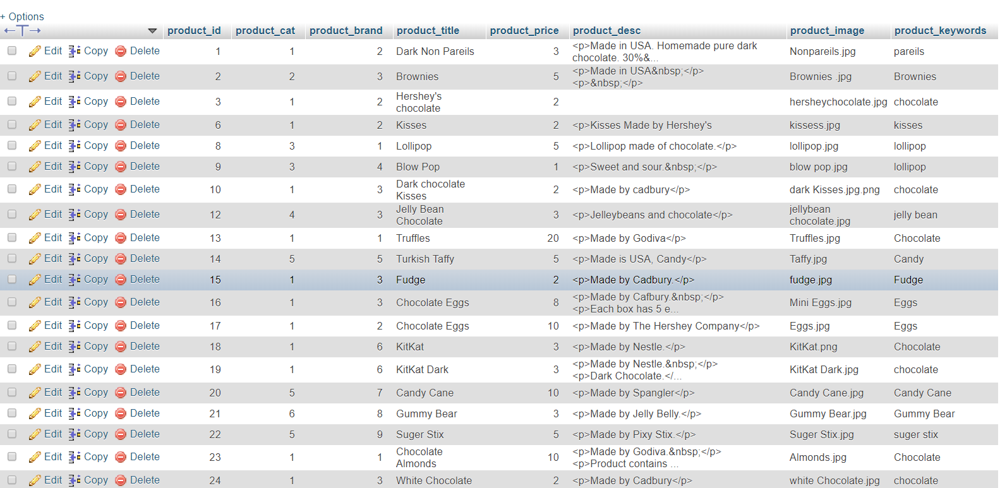 + Options
product_id product_cat product_brand product_title product_price product_desc product_image product_keywords
Edit Copy Delete 1 1 2 Dark Non Pareils 3 <p>Made in USA. Homemade pure dark
chocolate. 30%&... Nonpareils.jpg pareils
Edit Copy Delete 2 2 3 Brownies 5 <p>Made in USA&nbsp;</p>
<p>&nbsp;</p> Brownies .jpg Brownies
Edit Copy Delete 3 1 2 Hershey's
chocolate 2 hersheychocolate.jpg chocolate
Edit Copy Delete 6 1 2 Kisses 2 <p>Kisses Made by Hershey's kissess.jpg kisses
Edit Copy Delete 8 3 1 Lollipop 5 <p>Lollipop made of chocolate.</p> lollipop.jpg lollipop
Edit Copy Delete 9 3 4 Blow Pop 1 <p>Sweet and sour.&nbsp;</p> blow pop.jpg lollipop
Edit Copy Delete 10 1 3 Dark chocolate
Kisses 2 <p>Made by cadbury</p> dark Kisses.jpg.png chocolate
Edit Copy Delete 12 4 3 Jelly Bean
Chocolate 3 <p>Jelleybeans and chocolate</p> jellybean
chocolate.jpg jelly bean
Edit Copy Delete 13 1 1 Truffles 20 <p>Made by Godiva</p> Truffles.jpg Chocolate
Edit Copy Delete 14 5 5 Turkish Taffy 5 <p>Made is USA, Candy</p> Taffy.jpg Candy
Edit Copy Delete 15 1 3 Fudge 2 <p>Made by Cadbury.</p> fudge.jpg Fudge
Edit Copy Delete 16 1 3 Chocolate Eggs 8 <p>Made by Cafbury.&nbsp;</p>
<p>Each box has 5 e... Mini Eggs.jpg Eggs
Edit Copy Delete 17 1 2 Chocolate Eggs 10 <p>Made by The Hershey Company</p> Eggs.jpg Eggs
Edit Copy Delete 18 1 6 KitKat 3 <p>Made by Nestle.</p> KitKat.png Chocolate
Edit Copy Delete 19 1 6 KitKat Dark 3 <p>Made by Nestle.&nbsp;</p>
<p>Dark Chocolate.</... KitKat Dark.jpg chocolate
Edit Copy Delete 20 5 7 Candy Cane 10 <p>Made by Spangler</p> Candy Cane.jpg Candy Cane
Edit Copy Delete 21 6 8 Gummy Bear 3 <p>Made by Jelly Belly.</p> Gummy Bear.jpg Gummy Bear
Edit Copy Delete 22 5 9 Suger Stix 5 <p>Made by Pixy Stix.</p> Suger Stix.jpg suger stix
Edit Copy Delete 23 1 1 Chocolate
Almonds 10 <p>Made by Godiva.&nbsp;</p>
<p>Product contains ... Almonds.jpg Chocolate
Edit Copy Delete 24 1 3 White Chocolate 2 <p>Made by Cadbury</p> white Chocolate.jpg chocolate